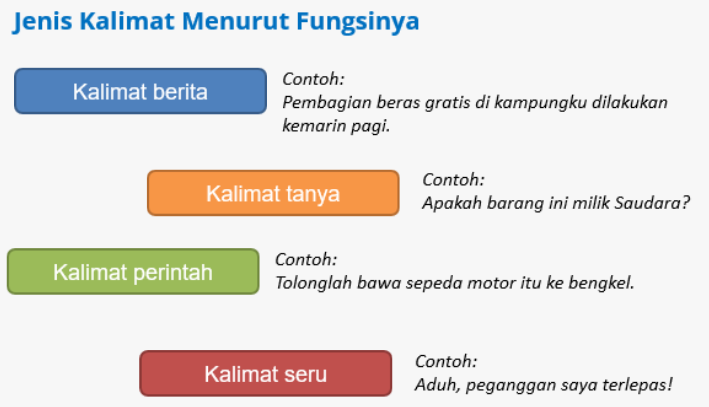 Jenis Kalimat Menurut Fungsinya
Kalimat berita
Contoh:
Pembagian beras gratis di kampungku dilakukan
kemarin pagi.
Kalimat tanya
Contoh:
Apakah barang ini milik Saudara?
Kalimat perintah
Contoh:
Tolonglah bawa sepeda motor itu ke bengkel.
Kalimat seru
Contoh:
Aduh, peganggan saya terlepas!